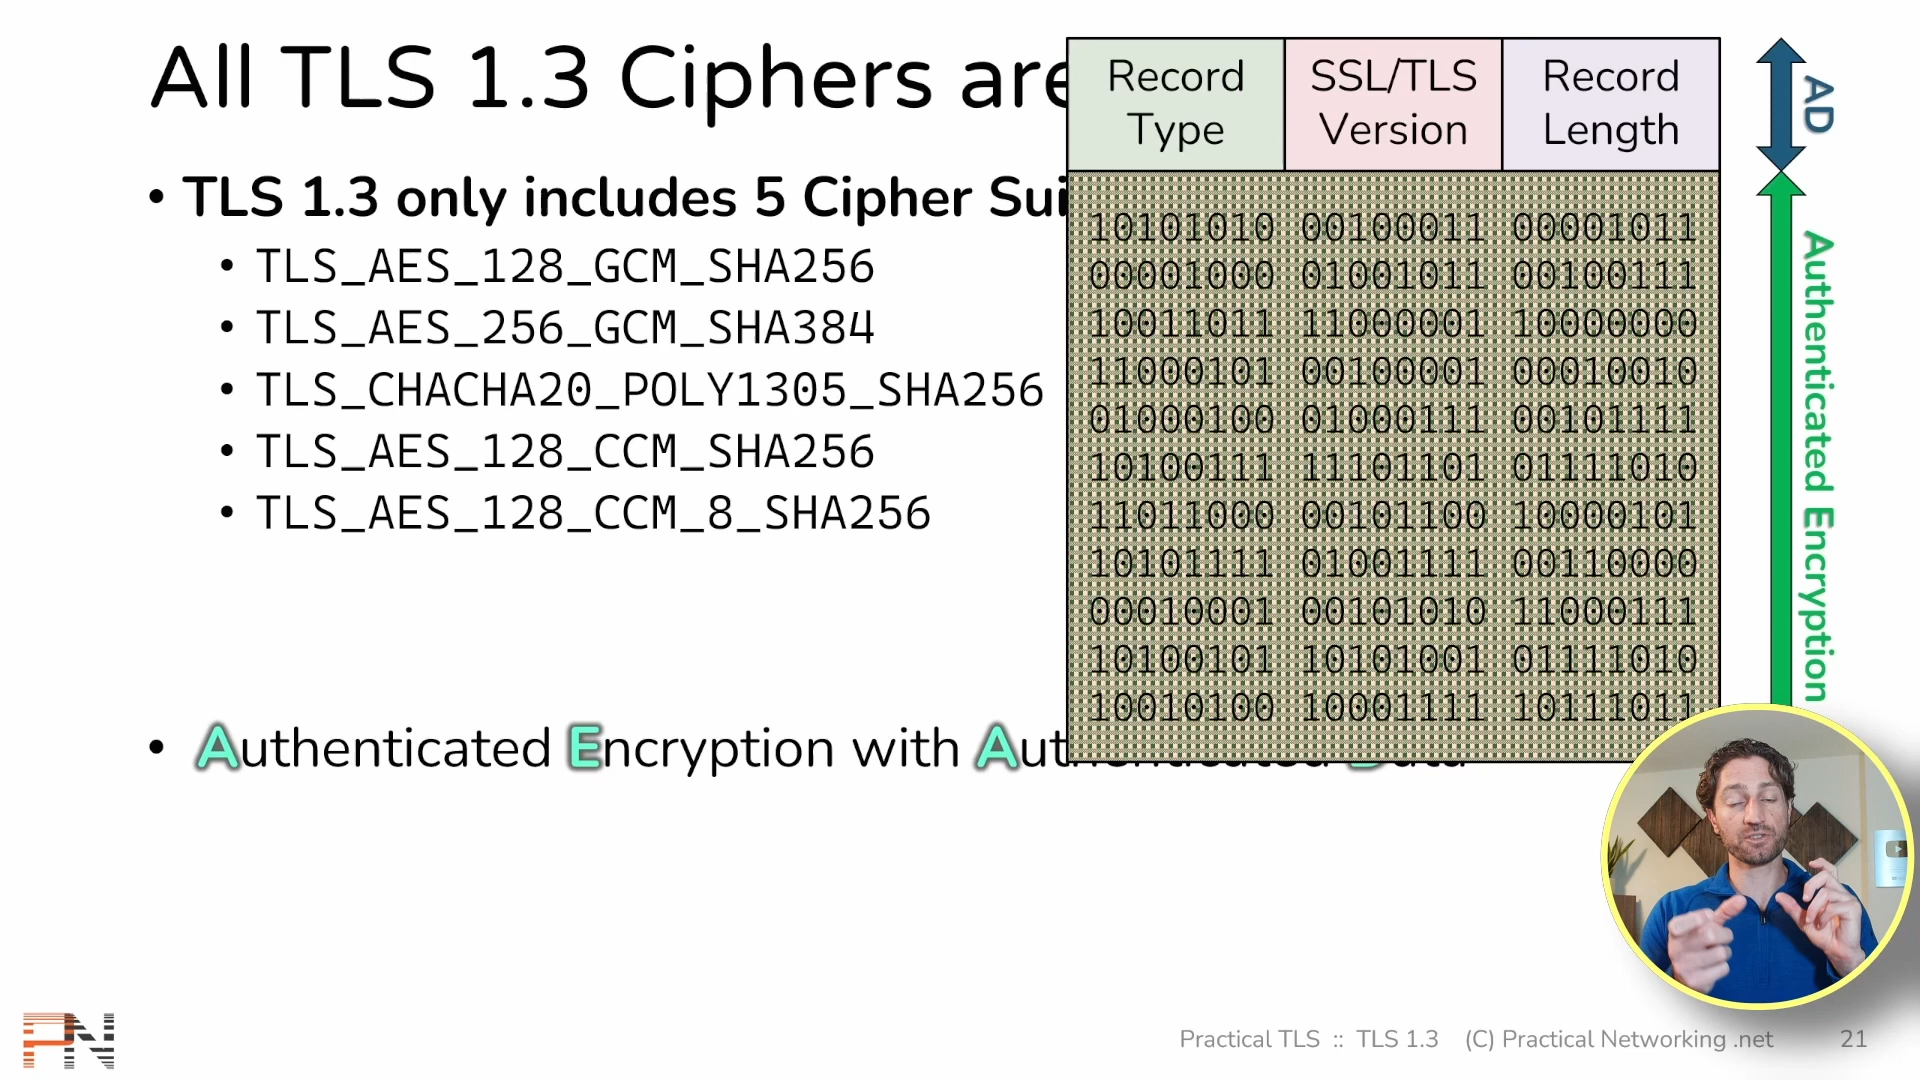 All TLS 1.3 Ciphers are
• TLS 1.3 only includes 5 Cipher Sui
• TLS_AES_128_GCM_SHA256
• TLS_AES_256_GCM_SHA384
• TLS_CHACHA20_POLY1305_SHA256
• TLS_AES_128_CCM_SHA256
• TLS_AES_128_CCM_8_SHA256
• Authenticated Encryption with Authenticated Data
Record Type
SSL/TLS Version
Record Length
10101010 00100011 00001011
00001000 01001011 00100111
10011011 11000001 10000000
11000101 00100001 00010010
01000100 01000111 00101111
10100111 11101101 01111010
11011000 00101100 10000101
10101111 01001111 00110000
00010001 00101010 11000111
10100101 10101001 01111010
10010100 10001111 10111011
AD
Authenticated Encryption
PN
Practical TLS :: TLS 1.3 (C) Practical Networking .net 21